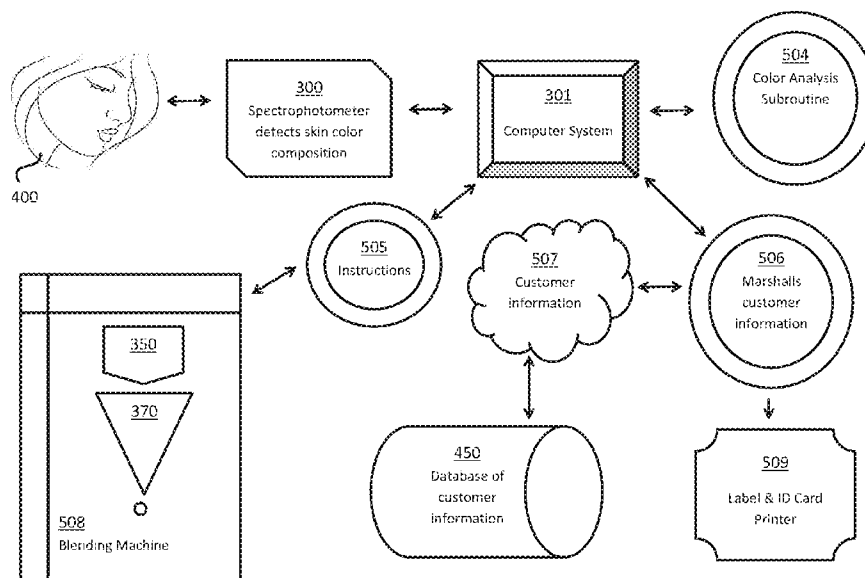 300
Spectrophotometer
detects skin color
composition
301
Computer System
504
Color Analysis
Subroutine
400
505
Instructions
507
Customer
information
506
Marshalls
customer
information
350
370
508
Blending Machine
450
Database of
customer
information
509
Label & ID Card
Printer